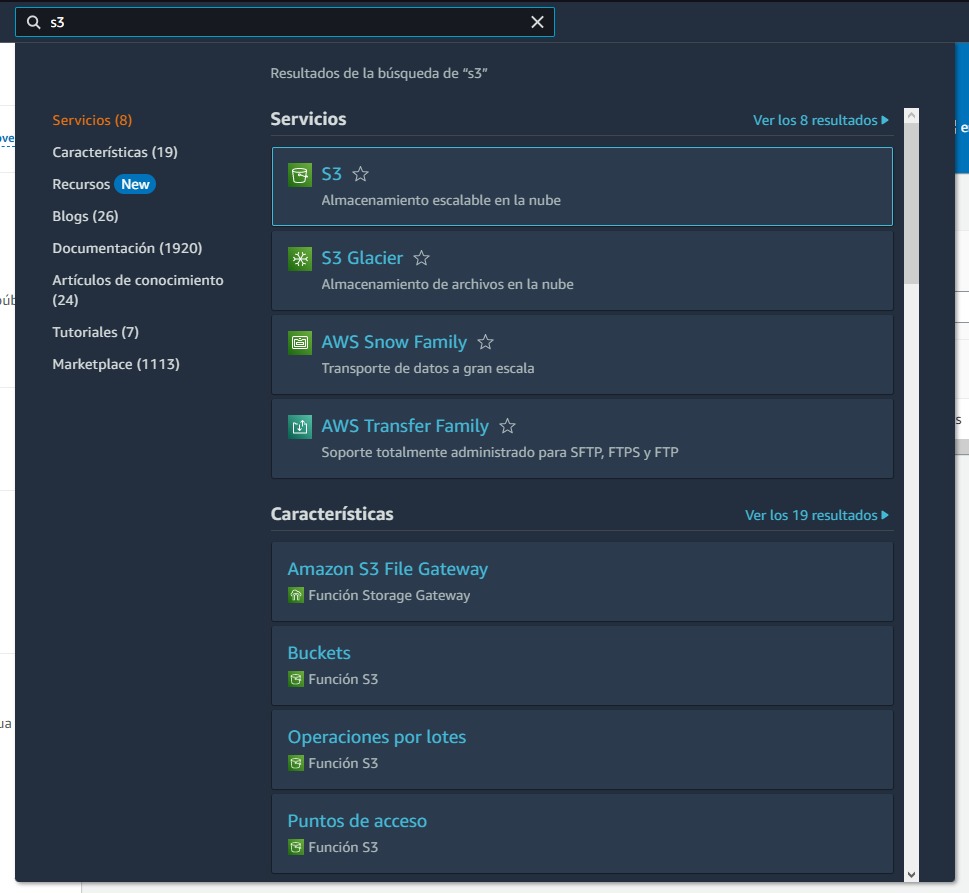 s3
Resultados de la búsqueda de “s3”
Servicios (8)
Características (19)
Recursos New
Blogs (26)
Documentación (1920)
Artículos de conocimiento
(24)
Tutoriales (7)
Marketplace (1113)
Servicios
Ver los 8 resultados
S3
Almacenamiento escalable en la nube
S3 Glacier
Almacenamiento de archivos en la nube
AWS Snow Family
Transporte de datos a gran escala
AWS Transfer Family
Soporte totalmente administrado para SFTP, FTPS y FTP
Características
Ver los 19 resultados
Amazon S3 File Gateway
Función Storage Gateway
Buckets
Función S3
Operaciones por lotes
Función S3
Puntos de acceso
Función S3